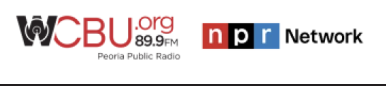 WCBU.org
89.9FM
Peoria Public Radio
npr Network